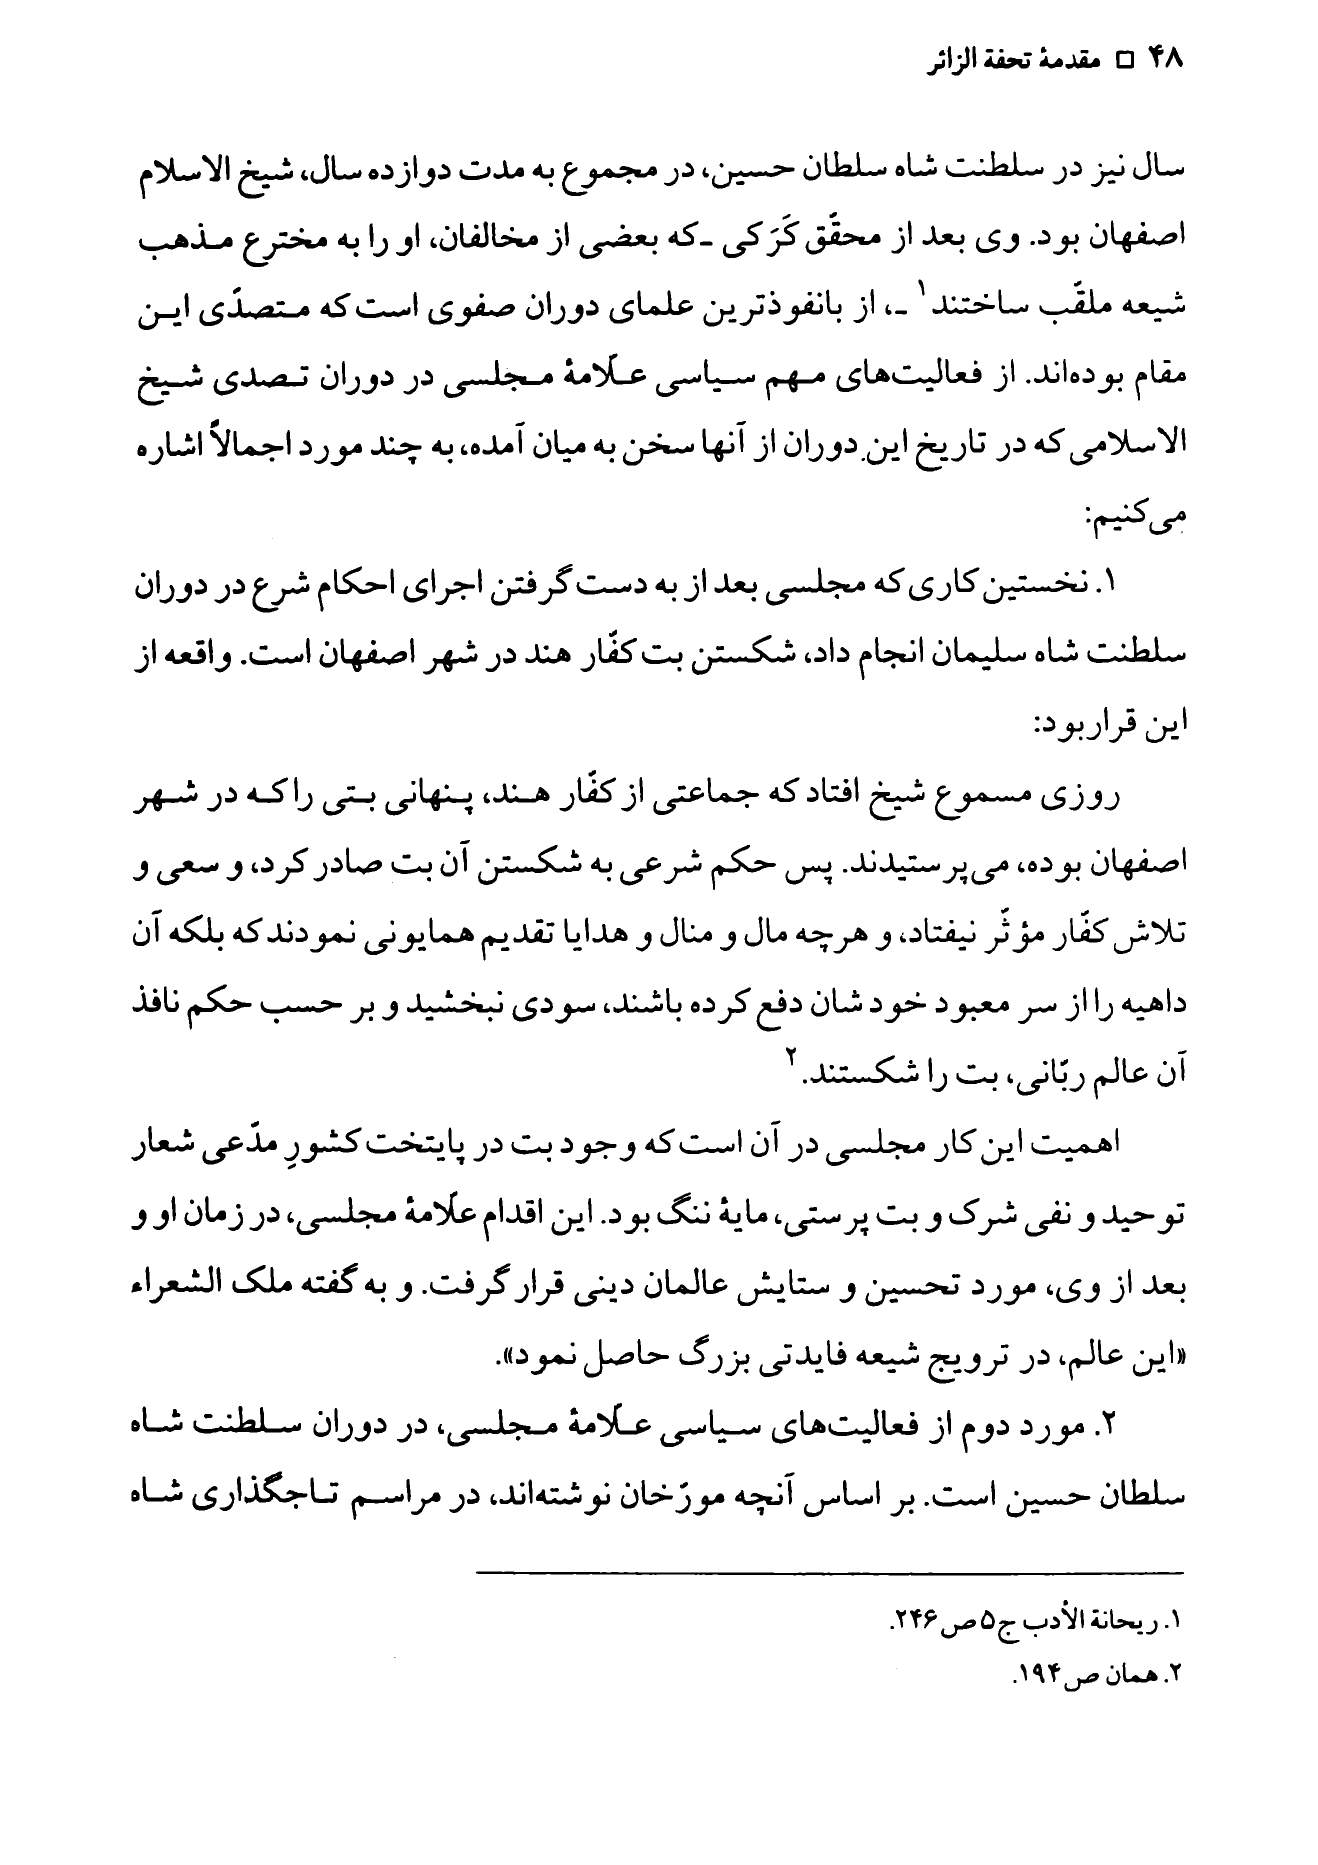 ۴۸ □ مقدمۀ تحفة الزائر
سال نیز در سلطنت شاه سلطان حسین، در مجموع به مدت دوازده سال، شیخ الاسلام
اصفهان بود. وی بعد از محقّق کَرَکی ـ که بعضی از مخالفان، او را به مخترع مذهب
شیعه ملقّب ساختند۱ ـ، از بانفوذترین علمای دوران صفوی است که متصدّی این
مقام بوده‌اند. از فعالیت‌های مهم سیاسی علّامۀ مجلسی در دوران تصدی شیخ
الاسلامی که در تاریخ این دوران از آنها سخن به میان آمده، به چند مورد اجمالاً اشاره
می‌کنیم:
۱. نخستین کاری که مجلسی بعد از به دست گرفتن اجرای احکام شرع در دوران
سلطنت شاه سلیمان انجام داد، شکستن بت کفّار هند در شهر اصفهان است. واقعه از
این قرار بود:
روزی مسموع شیخ افتاد که جماعتی از کفّار هند، پنهانی بتی را که در شهر
اصفهان بوده، می‌پرستیدند. پس حکم شرعی به شکستن آن بت صادر کرد، و سعی و
تلاش کفّار مؤثّر نیفتاد، و هرچه مال و منال و هدایا تقدیم همایونی نمودند که بلکه آن
داهیه را از سر معبود خودشان دفع کرده باشند، سودی نبخشید و بر حسب حکم نافذ
آن عالم ربّانی، بت را شکستند.۲
اهمیت این کار مجلسی در آن است که وجود بت در پایتخت کشورِ مدّعی شعار
توحید و نفی شرک و بت پرستی، مایۀ ننگ بود. این اقدام علّامۀ مجلسی، در زمان او و
بعد از وی، مورد تحسین و ستایش عالمان دینی قرار گرفت. و به گفته ملک الشعراء
«این عالم، در ترویج شیعه فایدتی بزرگ حاصل نمود».
۲. مورد دوم از فعالیت‌های سیاسی علّامۀ مجلسی، در دوران سلطنت شاه
سلطان حسین است. بر اساس آنچه مورّخان نوشته‌اند، در مراسم تاجگذاری شاه
۱. ریحانة الأدب ج۵ ص۲۴۶.
۲. همان ص۱۹۴.